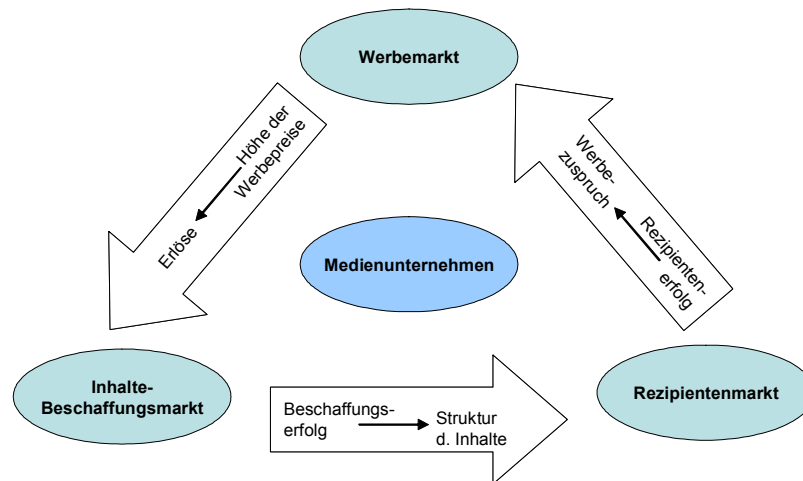 Werbemarkt
Höhe der
Werbepreise
Erlöse
Werbe-
zuspruch
Rezipienten-
erfolg
Medienunternehmen
Inhalte-
Beschaffungsmarkt
Beschaffungs-
erfolg
Struktur
d. Inhalte
Rezipientenmarkt